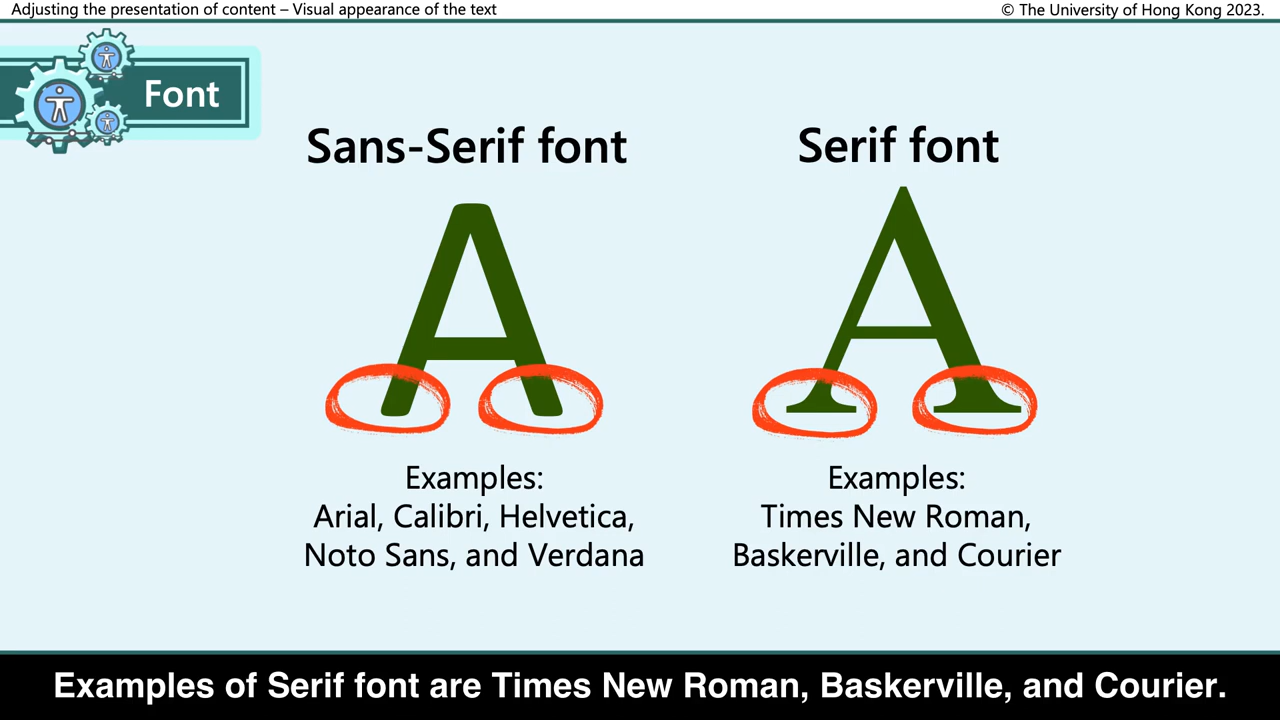 Adjusting the presentation of content – Visual appearance of the text
© The University of Hong Kong 2023.
Font
Sans-Serif font
Serif font
A
A
Examples:
Arial, Calibri, Helvetica,
Noto Sans, and Verdana
Examples:
Times New Roman,
Baskerville, and Courier
Examples of Serif font are Times New Roman, Baskerville, and Courier.